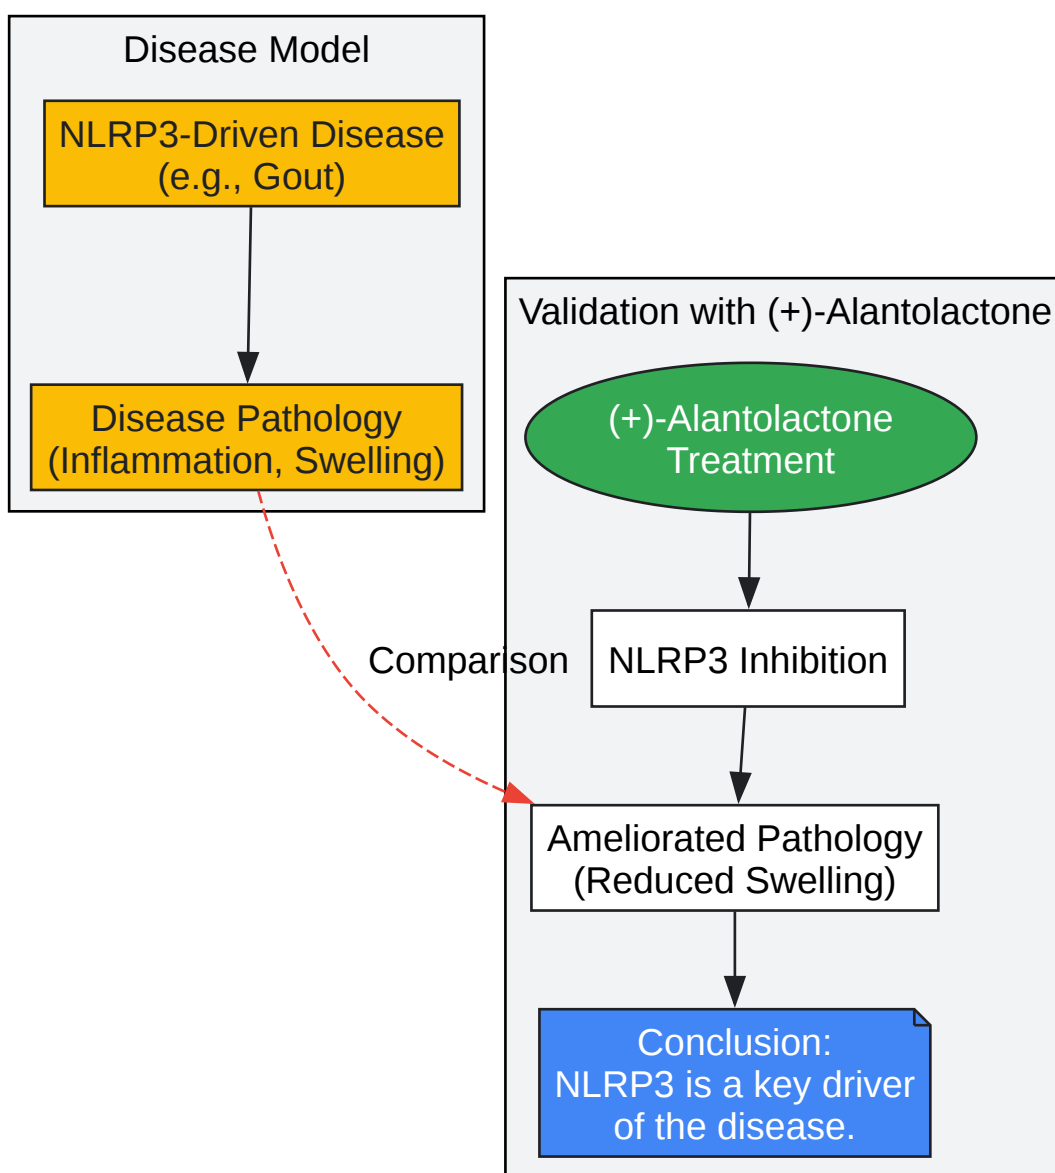 Disease Model
NLRP3-Driven Disease
(e.g., Gout)
Disease Pathology
(Inflammation, Swelling)
Validation with (+)-Alantolactone
(+)-Alantolactone
Treatment
Comparison
NLRP3 Inhibition
Ameliorated Pathology
(Reduced Swelling)
Conclusion:
NLRP3 is a key driver
of the disease.